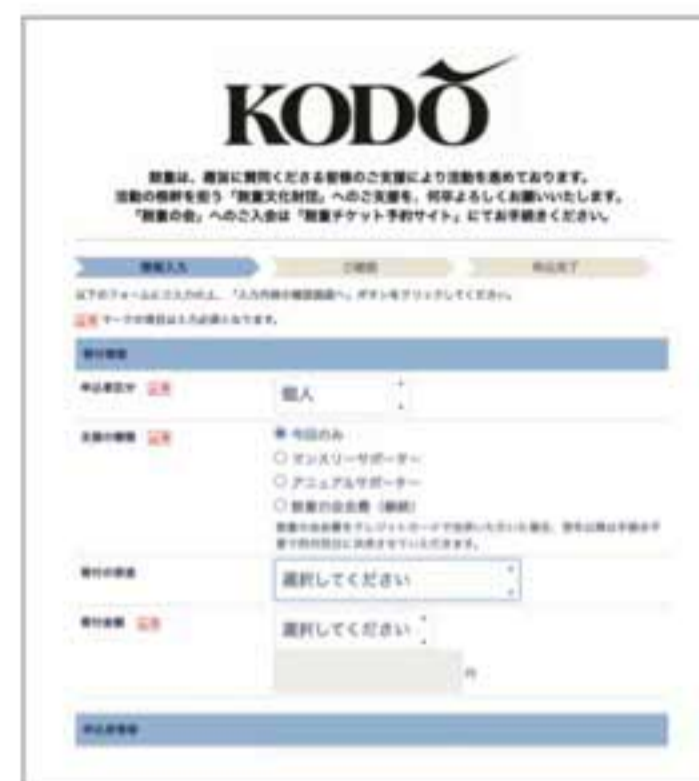 KODŌ
鼓童は、趣旨に賛同くださる皆様のご支援により活動を進めております。
活動の根幹を担う「鼓童文化財団」へのご支援を、何卒よろしくお願いいたします。
「鼓童の会」へのご入会は「鼓童チケット予約サイト」にてお手続きください。
情報入力
ご確認
申込完了
以下のフォームにご入力の上、「入力内容の確認画面へ」ボタンをクリックしてください。
必須 マークの項目は入力必須となります。
寄付情報
申込者区分 必須
個人
支援の種類 必須
今回のみ
マンスリーサポーター
アニュアルサポーター
鼓童の会会費（継続）
寄付の使途
選択してください
寄付金額 必須
選択してください
円
申込者情報